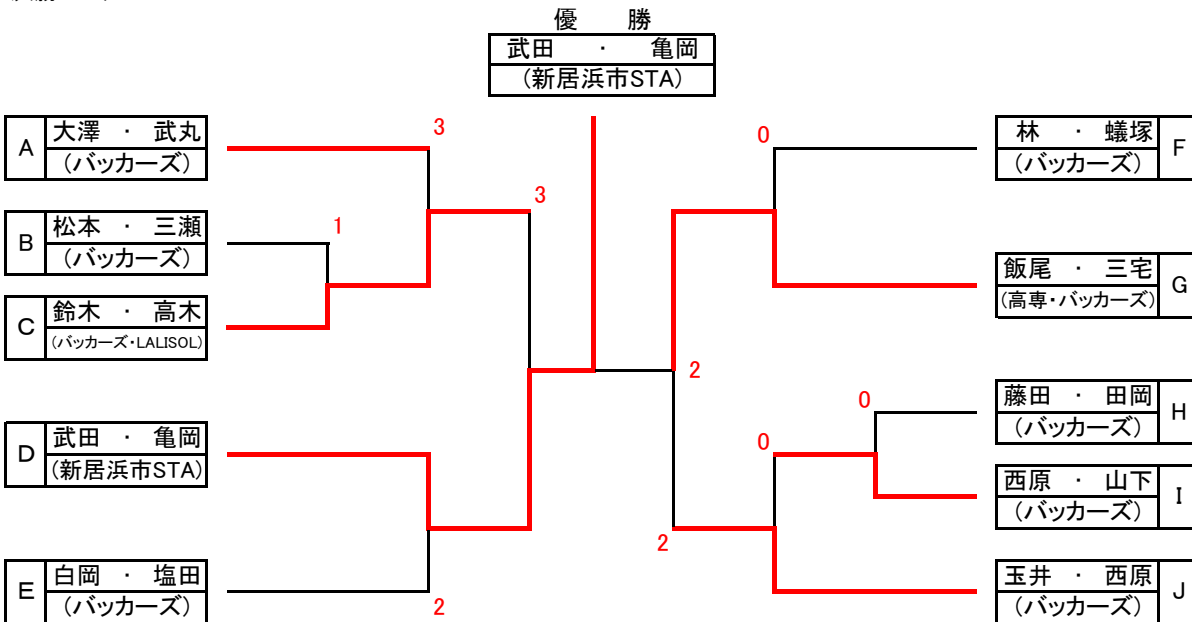 優 勝
武田 ・ 亀岡
(新居浜市STA)
A
大澤 ・ 武丸
(バッカーズ)
3
B
松本 ・ 三瀬
(バッカーズ)
1
C
鈴木 ・ 高木
(バッカーズ・LALISOL)
3
D
武田 ・ 亀岡
(新居浜市STA)
E
白岡 ・ 塩田
(バッカーズ)
2
0
林 ・ 蟻塚
(バッカーズ)
F
飯尾 ・ 三宅
(高専・バッカーズ)
G
2
0
藤田 ・ 田岡
(バッカーズ)
H
0
西原 ・ 山下
(バッカーズ)
I
2
玉井 ・ 西原
(バッカーズ)
J